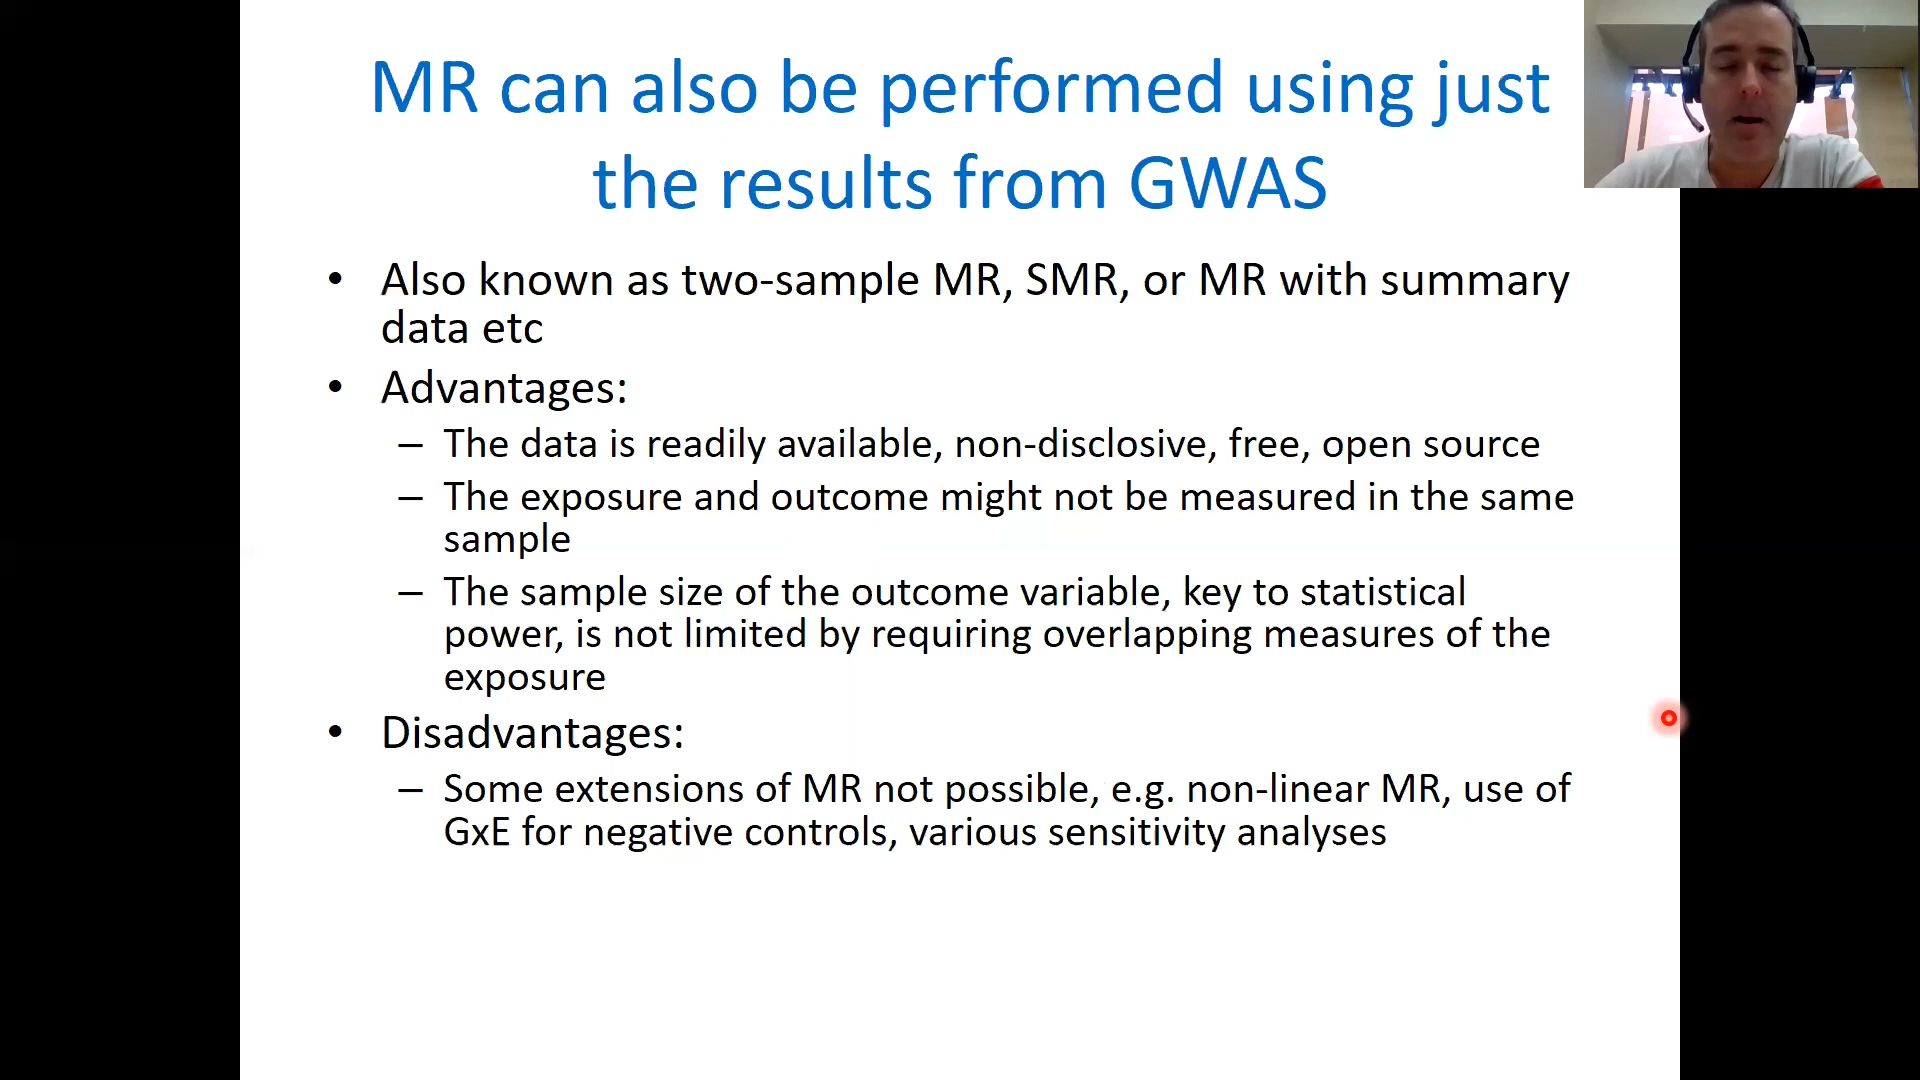 MR can also be performed using just
the results from GWAS
• Also known as two-sample MR, SMR, or MR with summary
data etc
• Advantages:
– The data is readily available, non-disclosive, free, open source
– The exposure and outcome might not be measured in the same
sample
– The sample size of the outcome variable, key to statistical
power, is not limited by requiring overlapping measures of the
exposure
• Disadvantages:
– Some extensions of MR not possible, e.g. non-linear MR, use of
GxE for negative controls, various sensitivity analyses